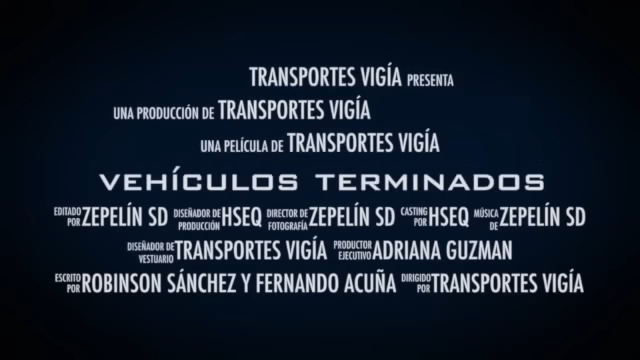 TRANSPORTES VIGÍA PRESENTA
UNA PRODUCCIÓN DE TRANSPORTES VIGÍA
UNA PELÍCULA DE TRANSPORTES VIGÍA
VEHÍCULOS TERMINADOS
EDITADO POR ZEPELÍN SD DISEÑADOR DE PRODUCCIÓN HSEQ DIRECTOR DE FOTOGRAFÍA ZEPELÍN SD CASTING POR HSEQ MÚSICA DE ZEPELÍN SD
DISEÑADOR DE VESTUARIO TRANSPORTES VIGÍA PRODUCTOR EJECUTIVO ADRIANA GUZMAN
ESCRITO POR ROBINSON SÁNCHEZ Y FERNANDO ACUÑA DIRIGIDO POR TRANSPORTES VIGÍA